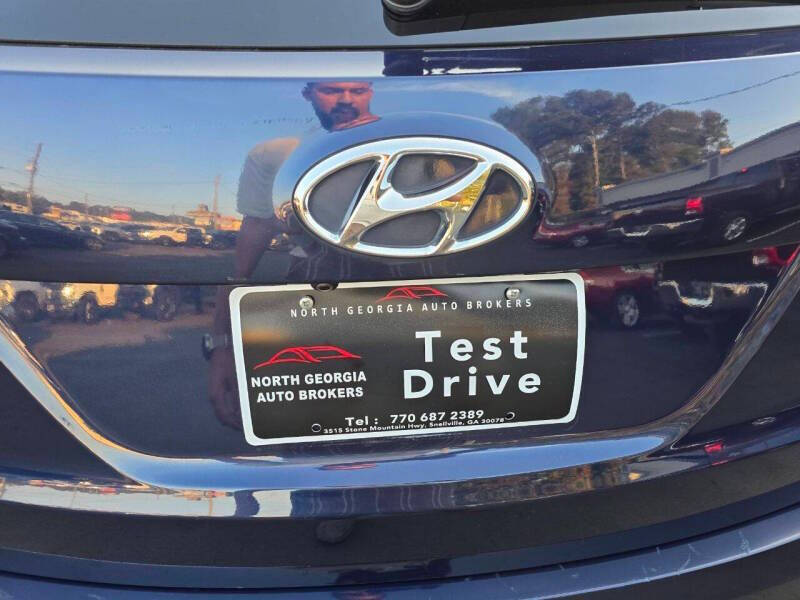 NORTH GEORGIA AUTO BROKERS
Test
Drive
NORTH GEORGIA
AUTO BROKERS
Tel : 770 687 2389
3515 Stone Mountain Hwy, Snellville, GA 30078